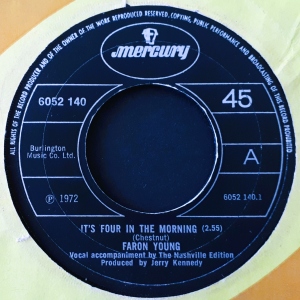 ALL RIGHTS OF THE RECORD PRODUCER AND OF THE OWNER OF THE WORK REPRODUCED RESERVED. COPYING, PUBLIC PERFORMANCE AND BROADCASTING OF THIS RECORD PROHIBITED
mercury
6052 140
45
Burlington
Music Co. Ltd.
A
℗ 1972
6052 140.1
IT'S FOUR IN THE MORNING (2.55)
(Chestnut)
FARON YOUNG
Vocal accompaniment by The Nashville Edition
Produced by Jerry Kennedy